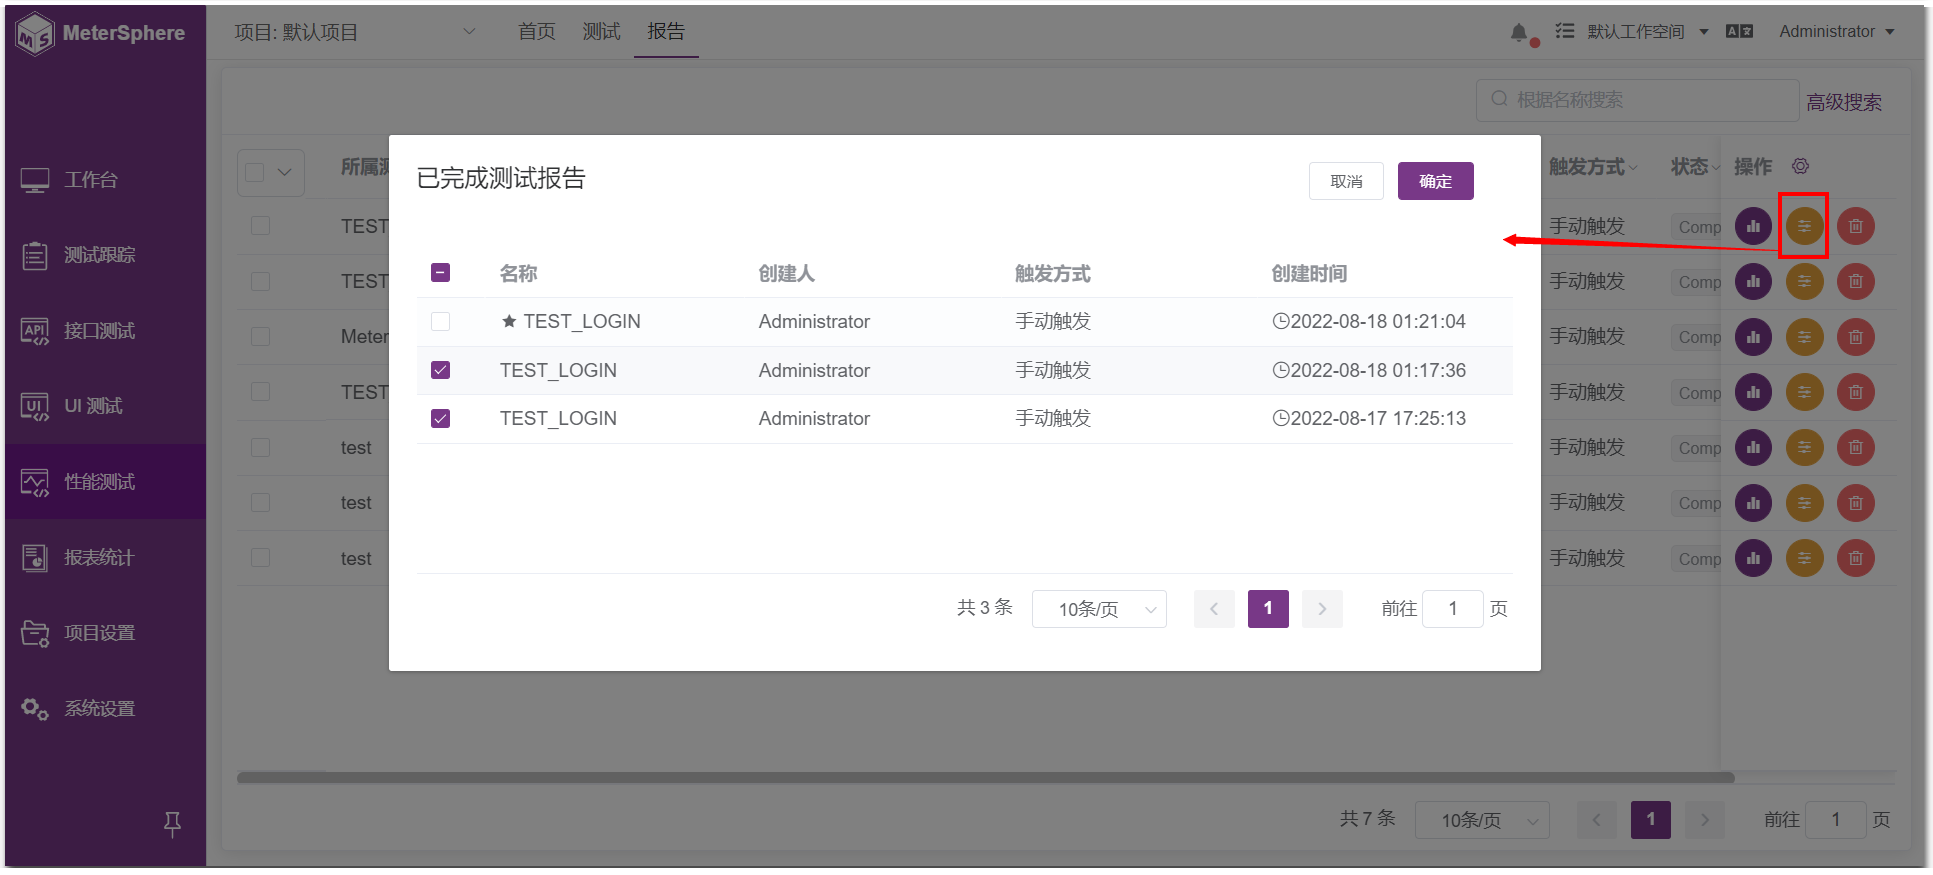 MeterSphere
项目: 默认项目
首页
测试
报告
默认工作空间
Administrator
根据名称搜索
高级搜索
工作台
测试跟踪
API
接口测试
UI
UI 测试
性能测试
报表统计
项目设置
系统设置
所属测
触发方式
状态
操作
TEST
手动触发
Comp
TEST
手动触发
Comp
Meter
手动触发
Comp
TEST
手动触发
Comp
test
手动触发
Comp
test
手动触发
Comp
test
手动触发
Comp
已完成测试报告
取消
确定
名称
创建人
触发方式
创建时间
★ TEST_LOGIN
Administrator
手动触发
2022-08-18 01:21:04
TEST_LOGIN
Administrator
手动触发
2022-08-18 01:17:36
TEST_LOGIN
Administrator
手动触发
2022-08-17 17:25:13
共 3 条
10条/页
1
前往
1
页
共 7 条
10条/页
1
前往
1
页